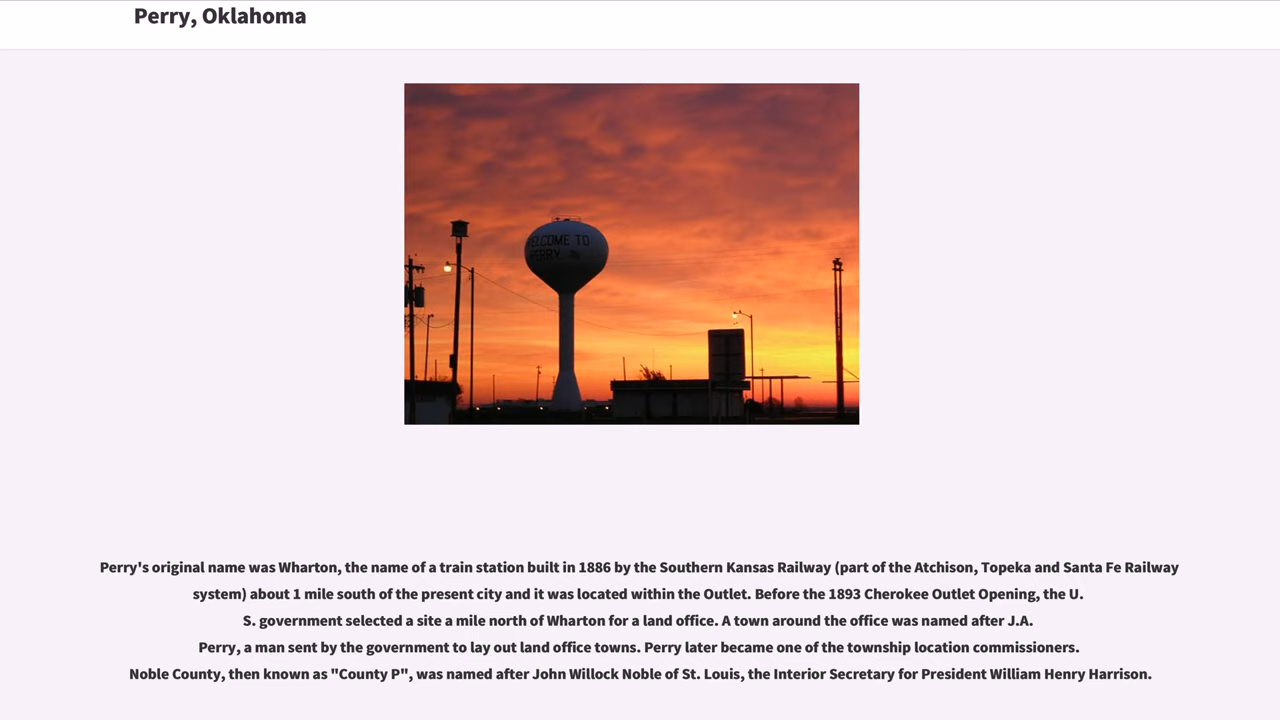 Perry, Oklahoma
WELCOME TO
PERRY
Perry's original name was Wharton, the name of a train station built in 1886 by the Southern Kansas Railway (part of the Atchison, Topeka and Santa Fe Railway
system) about 1 mile south of the present city and it was located within the Outlet. Before the 1893 Cherokee Outlet Opening, the U.
S. government selected a site a mile north of Wharton for a land office. A town around the office was named after J.A.
Perry, a man sent by the government to lay out land office towns. Perry later became one of the township location commissioners.
Noble County, then known as "County P", was named after John Willock Noble of St. Louis, the Interior Secretary for President William Henry Harrison.